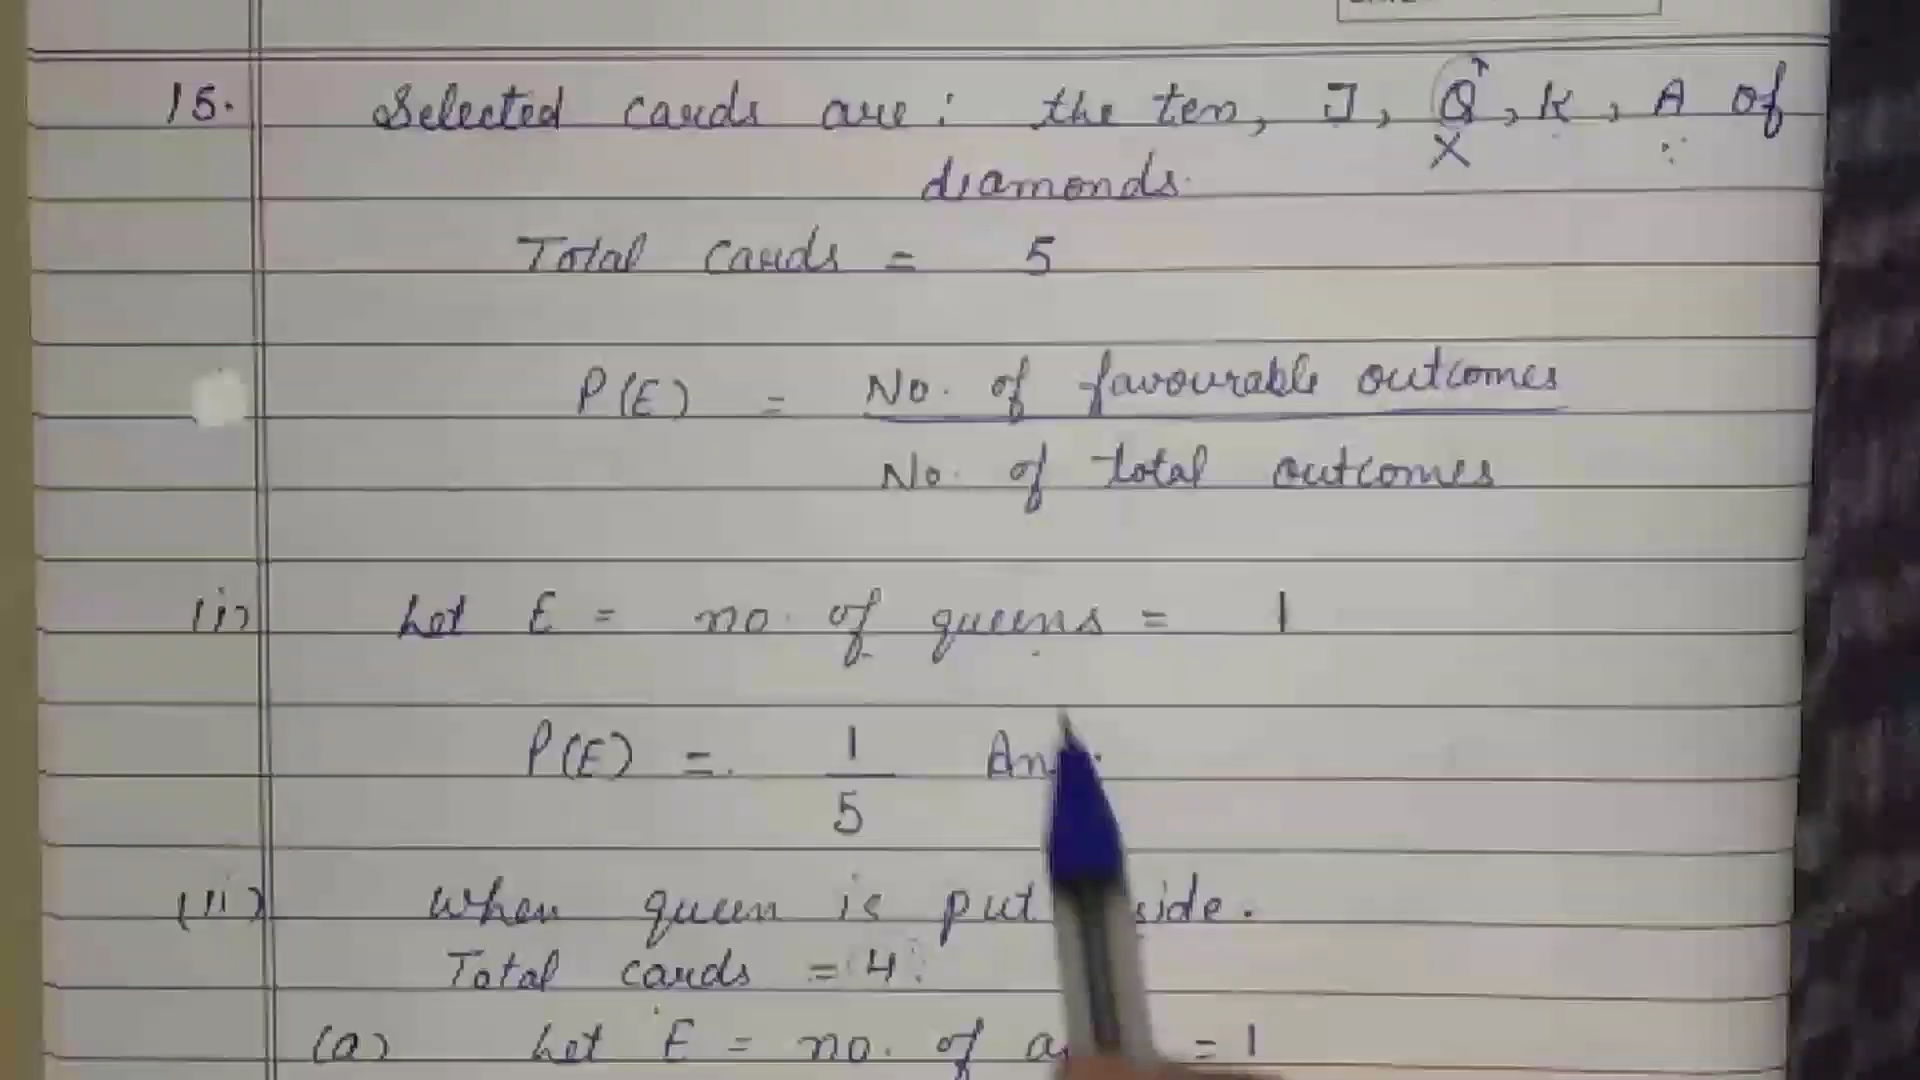 15. Selected cards are: the ten, J, Q, K, A of
X
diamonds.
Total cards = 5
P(E) = No. of favourable outcomes
No. of total outcomes
(i) Let E = no. of queens = 1
P(E) = 1 
5
(ii) When queen is put
Total cards = 4.
(a) Let E = no. of = 1